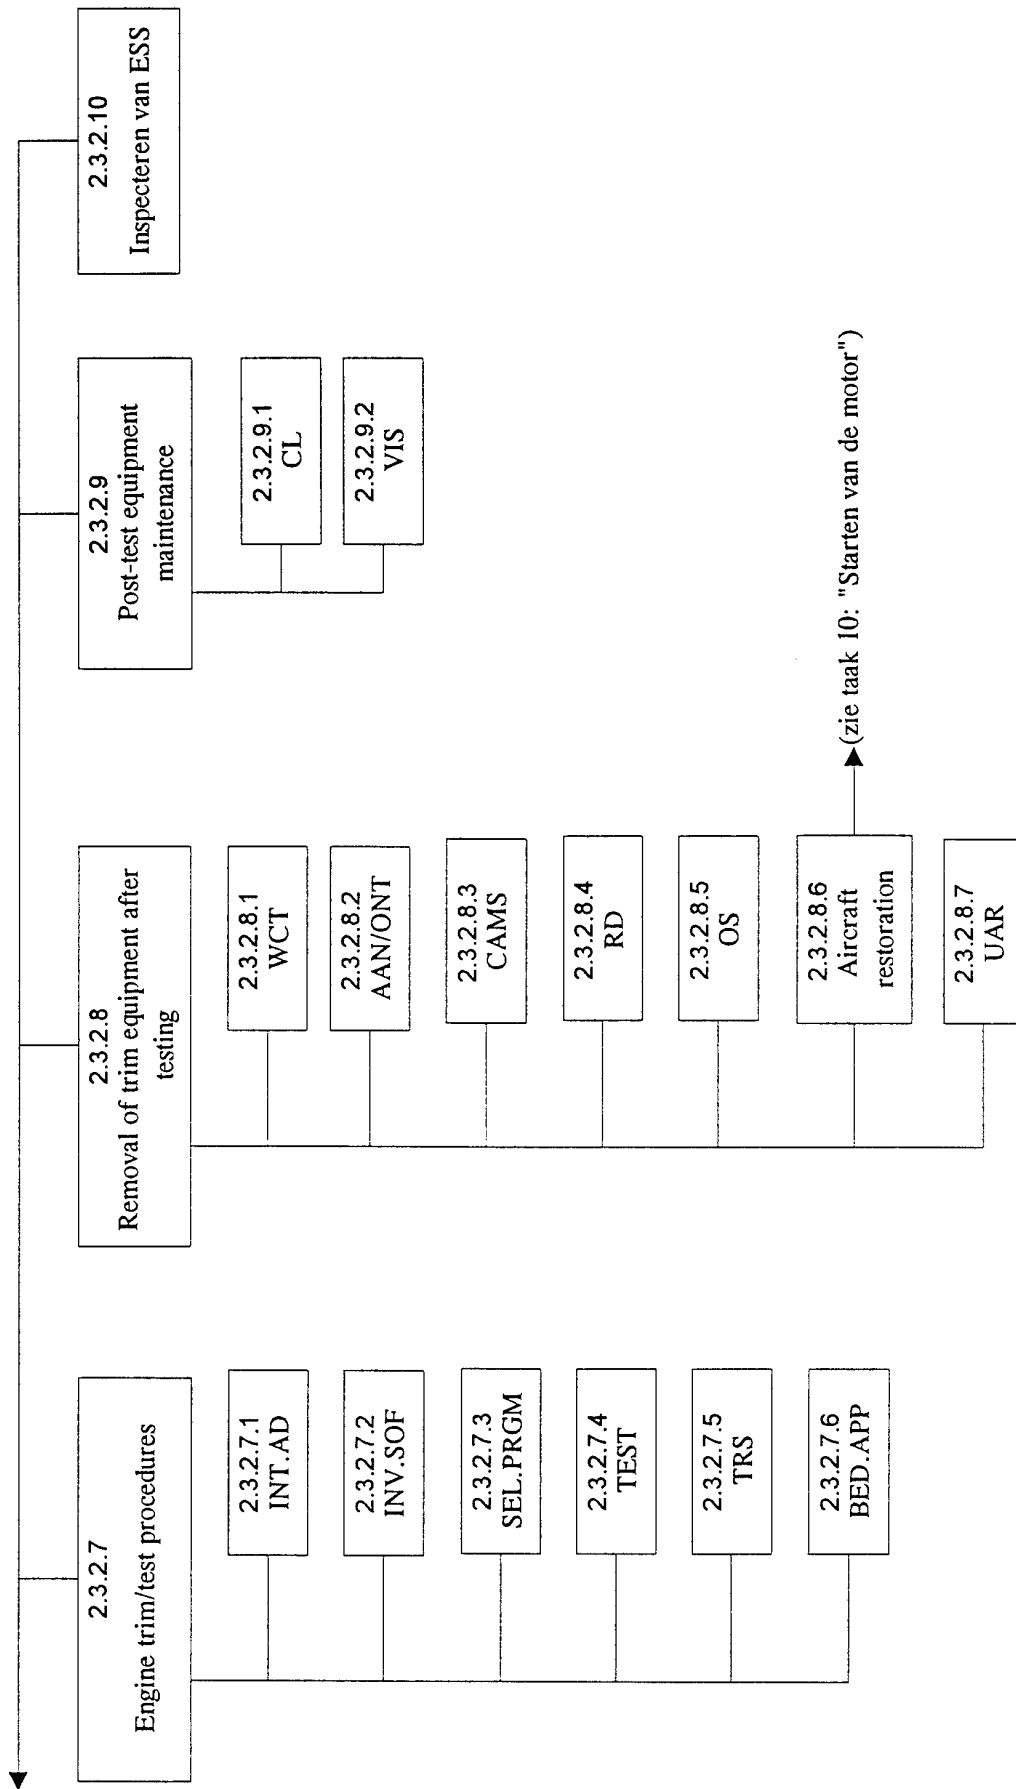 2.3.2.7
Engine trim/test procedures
2.3.2.7.1
INT.AD
2.3.2.7.2
INV.SOF
2.3.2.7.3
SEL.PRGM
2.3.2.7.4
TEST
2.3.2.7.5
TRS
2.3.2.7.6
BED.APP
2.3.2.8
Removal of trim equipment after
testing
2.3.2.8.1
WCT
2.3.2.8.2
AAN/ONT
2.3.2.8.3
CAMS
2.3.2.8.4
RD
2.3.2.8.5
OS
2.3.2.8.6
Aircraft
restoration
(zie taak 10: "Starten van de motor")
2.3.2.8.7
UAR
2.3.2.9
Post-test equipment
maintenance
2.3.2.9.1
CL
2.3.2.9.2
VIS
2.3.2.10
Inspecteren van ESS